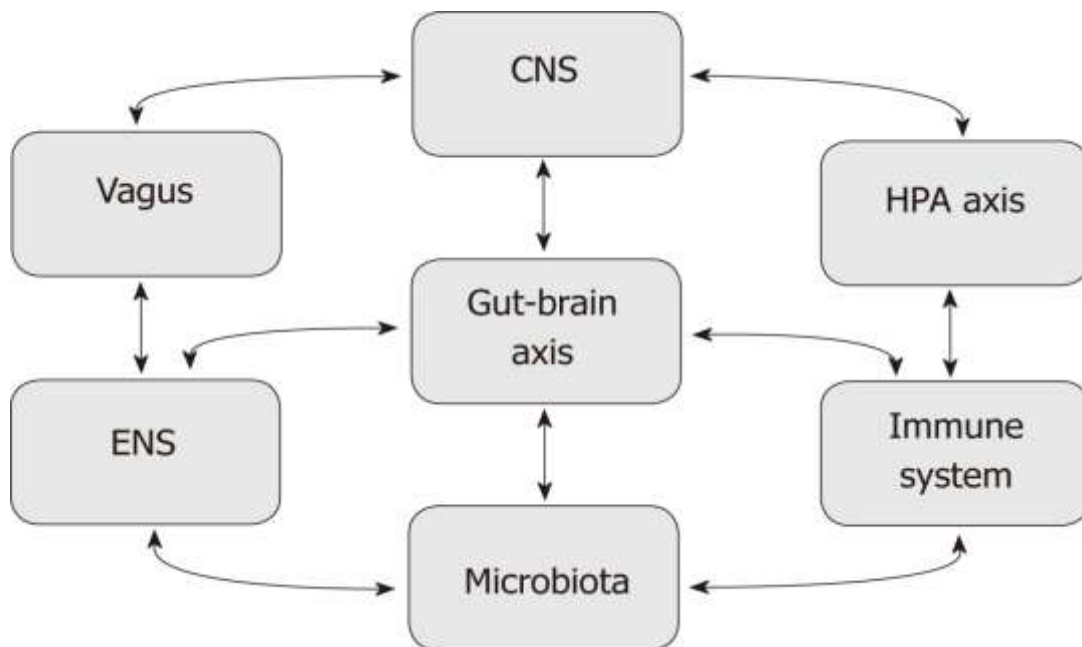 CNS
Vagus
HPA axis
Gut-brain
axis
ENS
Immune
system
Microbiota